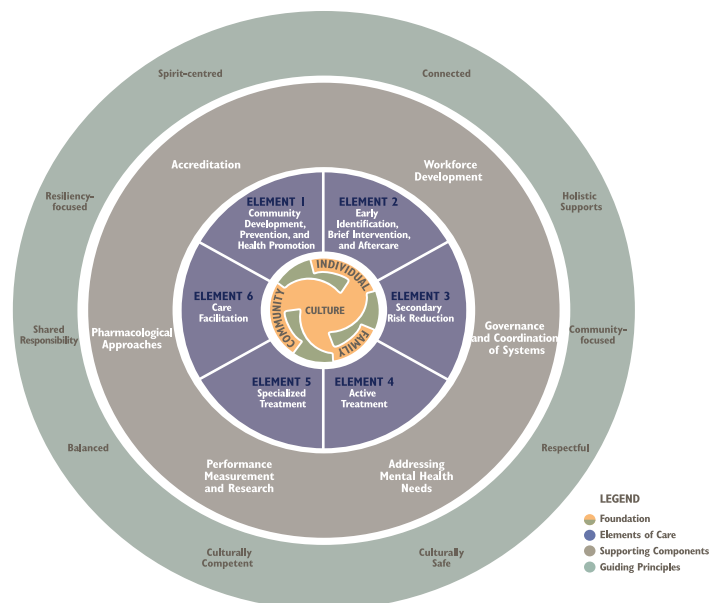 Spirit-centred
Connected
Accreditation
Workforce
Development
Resiliency-
focused
Holistic
Supports
ELEMENT 1
Community
Development,
Prevention, and
Health Promotion
ELEMENT 2
Early
Identification,
Brief Intervention,
and Aftercare
INDIVIDUAL
CULTURE
COMMUNITY
FAMILY
ELEMENT 6
Care
Facilitation
ELEMENT 3
Secondary
Risk Reduction
Shared
Responsibility
Pharmacological
Approaches
Governance
and Coordination
of Systems
Community-
focused
ELEMENT 5
Specialized
Treatment
ELEMENT 4
Active
Treatment
Balanced
Respectful
Performance
Measurement
and Research
Addressing
Mental Health
Needs
Culturally
Competent
Culturally
Safe
LEGEND
Foundation
Elements of Care
Supporting Components
Guiding Principles